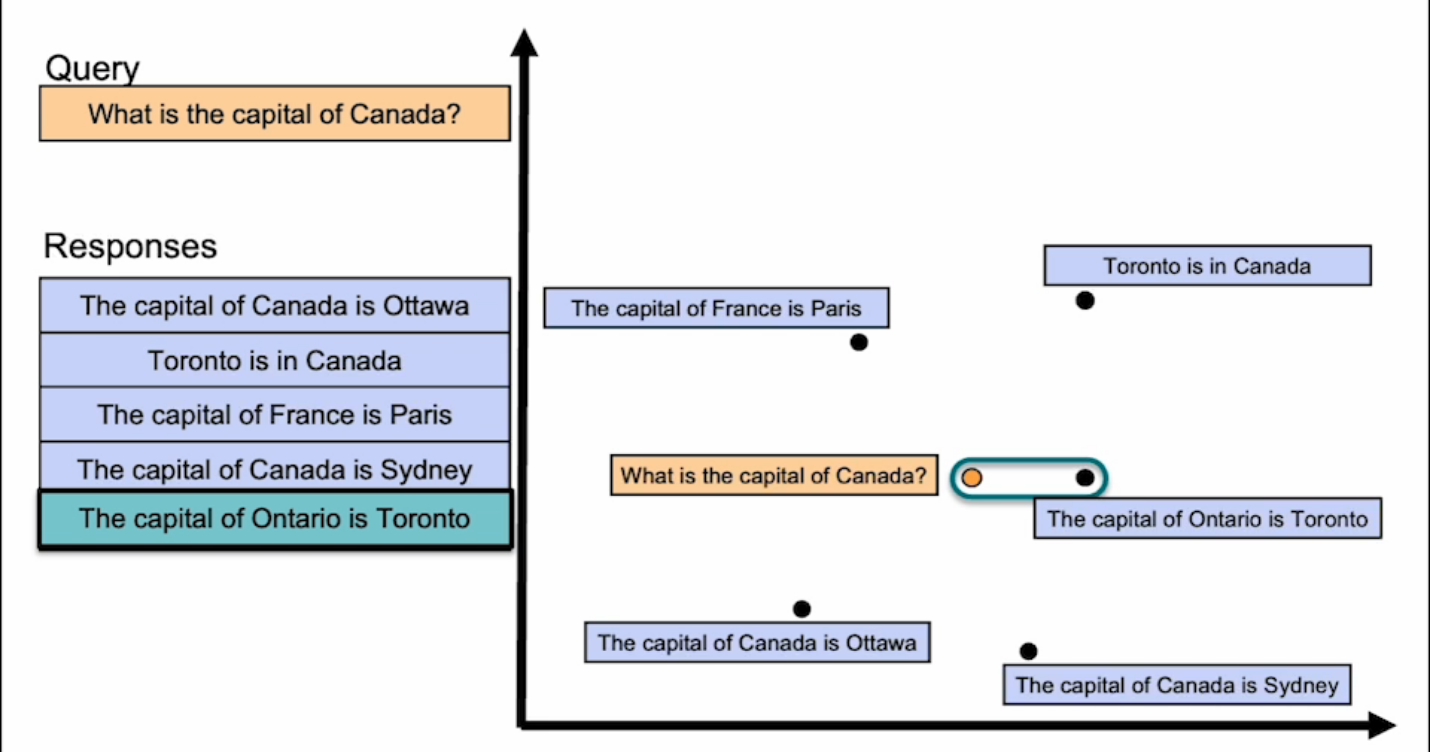 Query
What is the capital of Canada?
Responses
The capital of Canada is Ottawa
Toronto is in Canada
The capital of France is Paris
The capital of Canada is Sydney
The capital of Ontario is Toronto
Toronto is in Canada
The capital of France is Paris
What is the capital of Canada?
The capital of Ontario is Toronto
The capital of Canada is Ottawa
The capital of Canada is Sydney